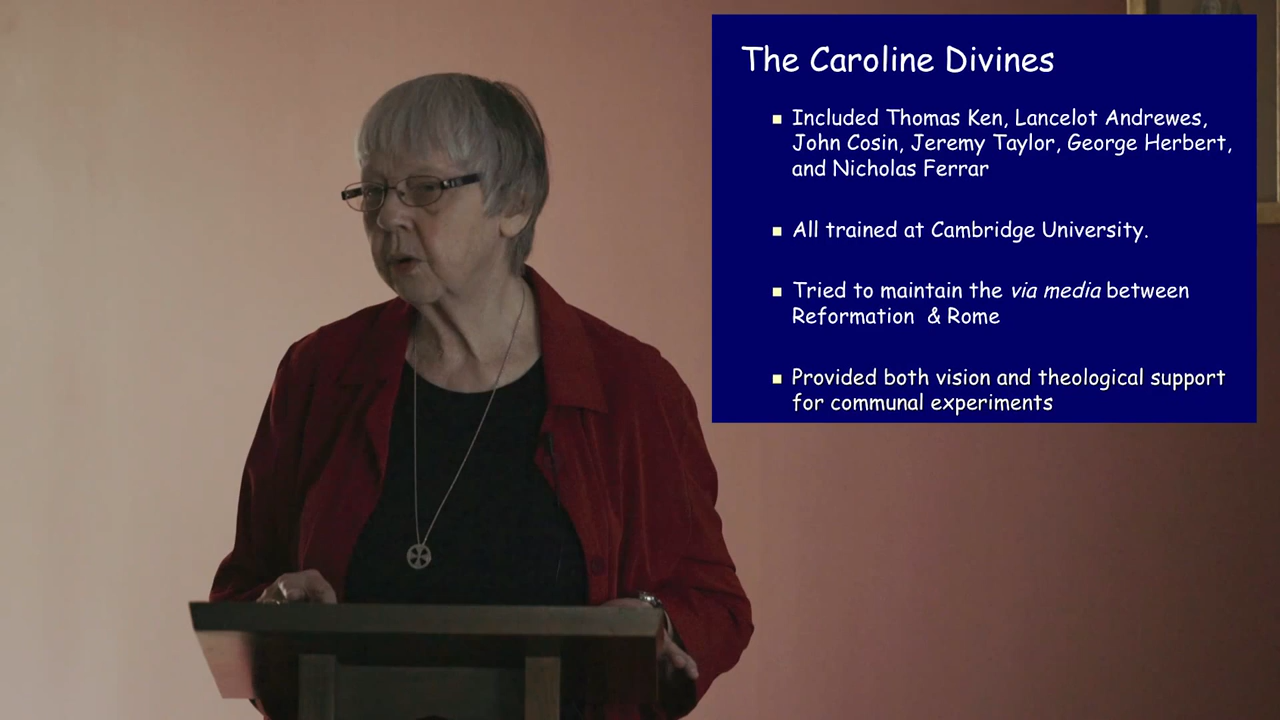 The Caroline Divines
▪ Included Thomas Ken, Lancelot Andrewes,
John Cosin, Jeremy Taylor, George Herbert,
and Nicholas Ferrar
▪ All trained at Cambridge University.
▪ Tried to maintain the via media between
Reformation & Rome
▪ Provided both vision and theological support
for communal experiments